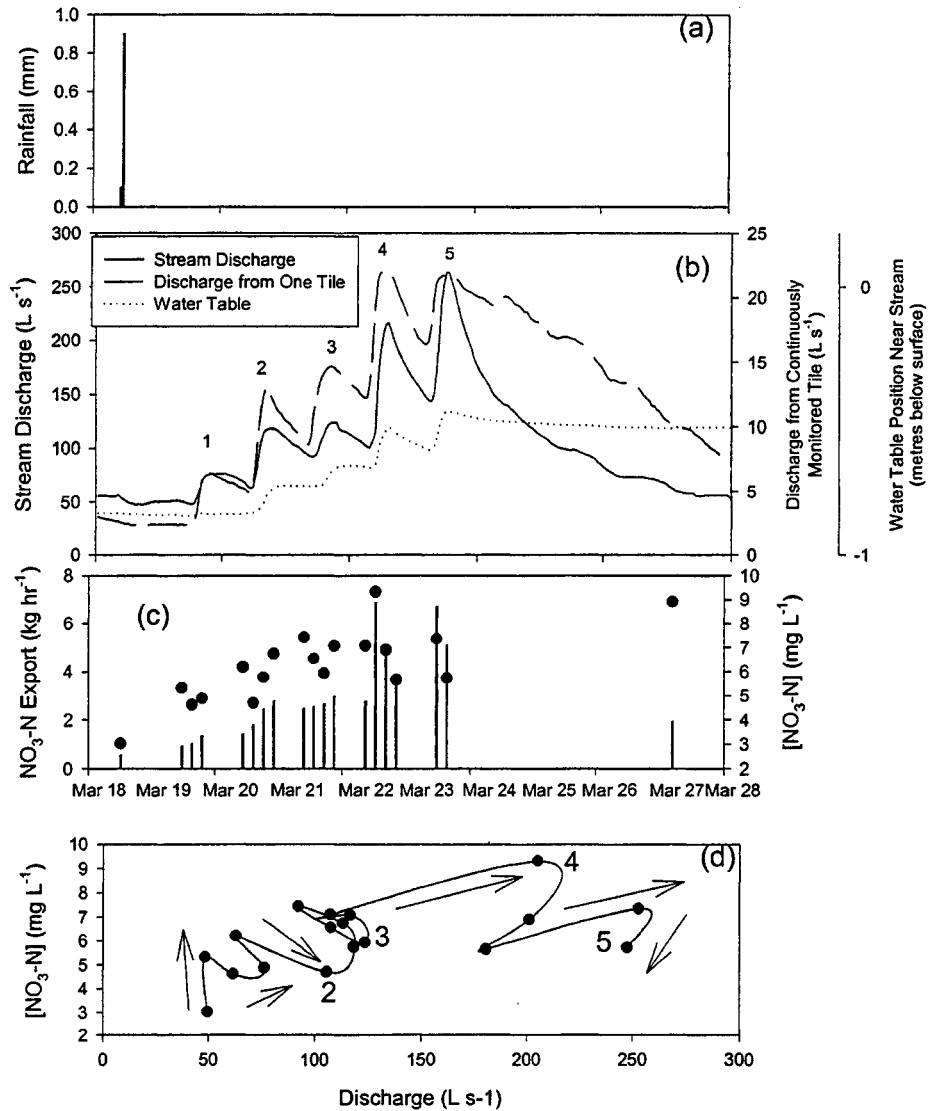 (a)
Rainfall (mm)
1.0
0.8
0.6
0.4
0.2
0.0
(b)
Stream Discharge (L s-1)
300
250
200
150
100
50
0
Stream Discharge
Discharge from One Tile
Water Table
1
2
3
4
5
25
20
15
10
5
0
Discharge from Continuously
Monitored Tile (L s-1)
0
-1
Water Table Position Near Stream
(metres below surface)
(c)
NO3-N Export (kg hr-1)
8
6
4
2
0
10
9
8
7
6
5
4
3
2
[NO3-N] (mg L-1)
Mar 18 Mar 19 Mar 20 Mar 21 Mar 22 Mar 23 Mar 24 Mar 25 Mar 26 Mar 27 Mar 28
(d)
[NO3-N] (mg L-1)
10
9
8
7
6
5
4
3
2
2
3
4
5
0 50 100 150 200 250 300
Discharge (L s-1)